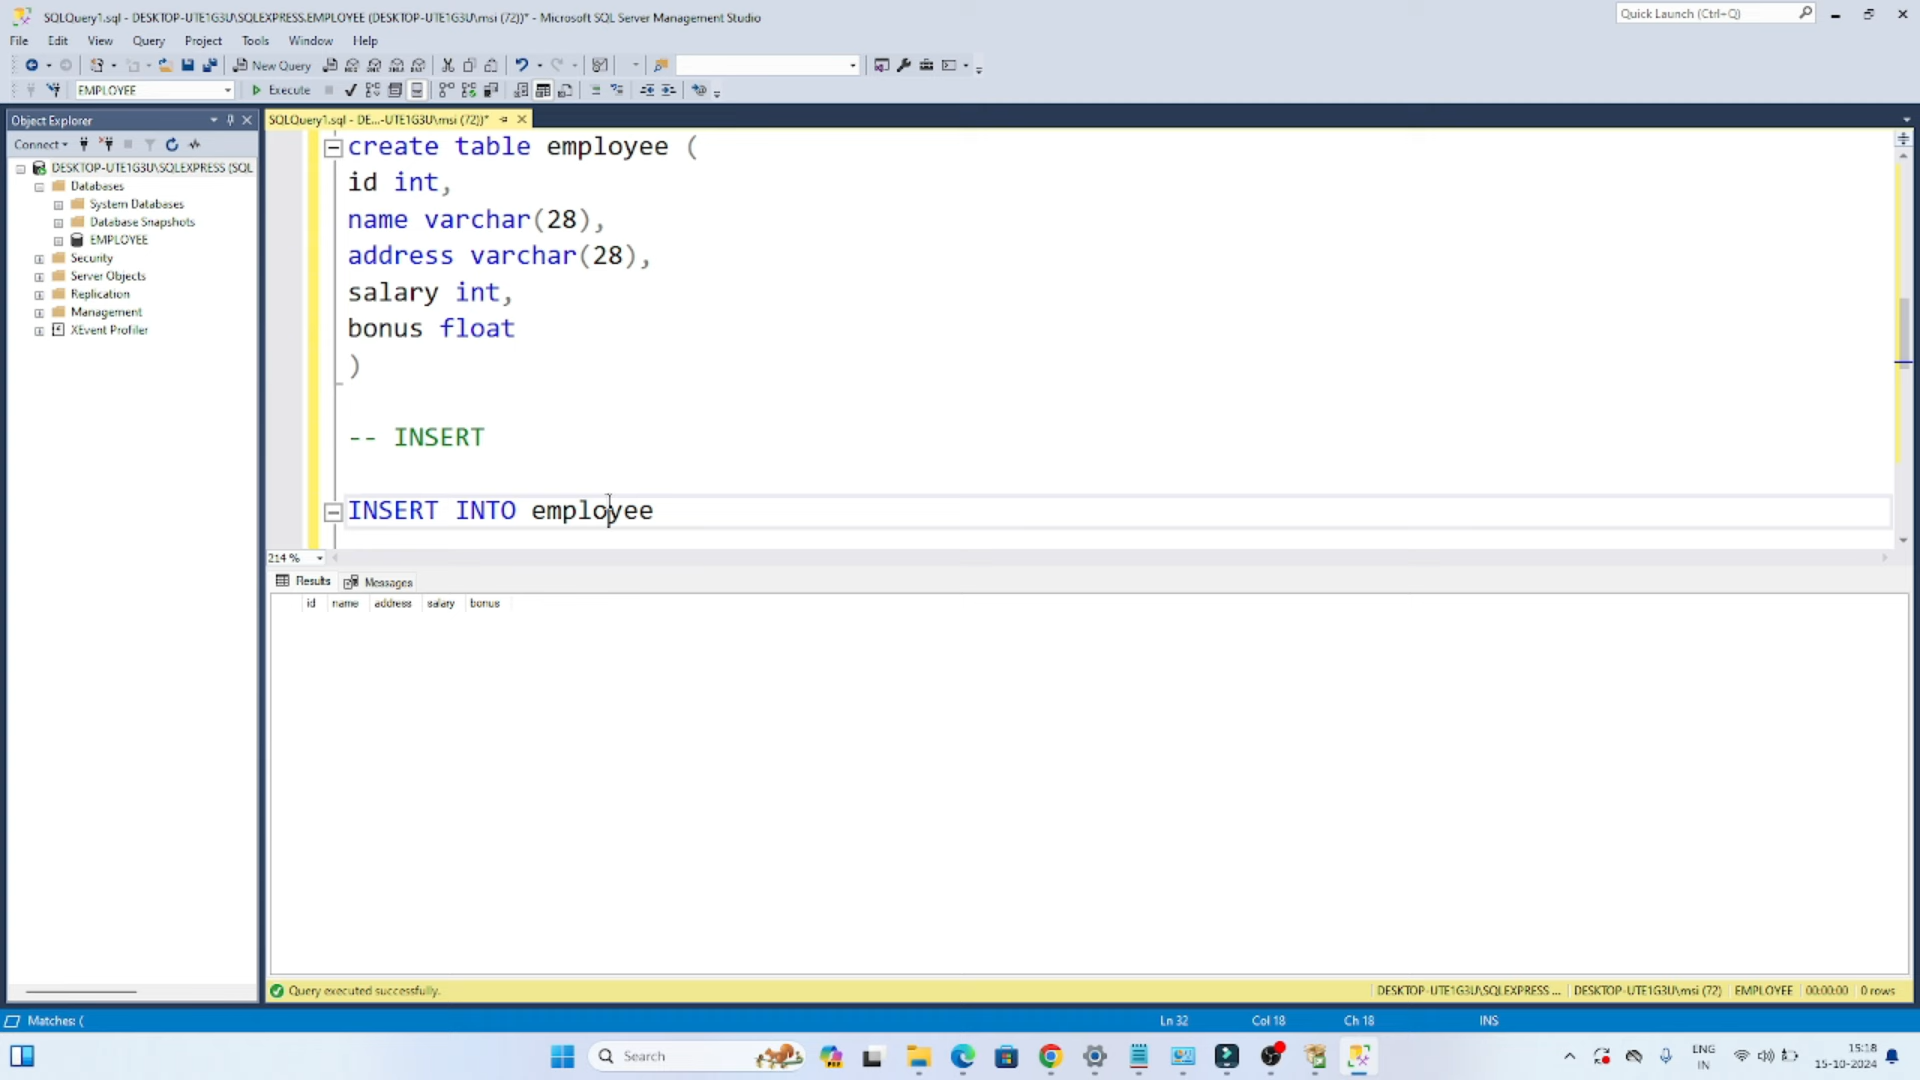 SQLQuery1.sql - DESKTOP-UTE1G3U\SQLEXPRESS.EMPLOYEE (DESKTOP-UTE1G3U\msi (72))* - Microsoft SQL Server Management Studio
Quick Launch (Ctrl+Q)
File Edit View Query Project Tools Window Help
New Query
EMPLOYEE
Execute
Object Explorer
SQLQuery1.sql - DE...-UTE1G3U\msi (72))*
Connect
DESKTOP-UTE1G3U\SQLEXPRESS (SQL
Databases
System Databases
Database Snapshots
EMPLOYEE
Security
Server Objects
Replication
Management
XEvent Profiler
create table employee (
id int,
name varchar(28),
address varchar(28),
salary int,
bonus float
)
-- INSERT
INSERT INTO employee
214 %
Results Messages
id name address salary bonus
Query executed successfully.
DESKTOP-UTE1G3U\SQLEXPRESS ... DESKTOP-UTE1G3U\msi (72) EMPLOYEE 00:00:00 0 rows
Matches: (
Ln 32 Col 18 Ch 18 INS
Search
ENG
IN
15:18
15-10-2024